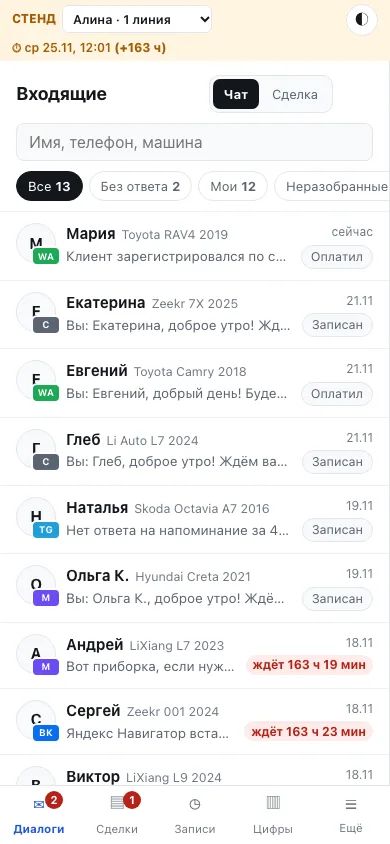 СТЕНД Алина · 1 линия
ср 25.11, 12:01 (+163 ч)
Входящие Чат Сделка
Имя, телефон, машина
Все 13 Без ответа 2 Мои 12 Неразобранные
Мария Toyota RAV4 2019 сейчас
WA Клиент зарегистрировался по с... Оплатил
Екатерина Zeekr 7X 2025 21.11
C Вы: Екатерина, доброе утро! Жд... Записан
Евгений Toyota Camry 2018 21.11
WA Вы: Евгений, добрый день! Буде... Оплатил
Глеб Li Auto L7 2024 21.11
C Вы: Глеб, доброе утро! Ждём ва... Записан
Н Наталья Skoda Octavia A7 2016 19.11
TG Нет ответа на напоминание за 4... Записан
О Ольга К. Hyundai Creta 2021 19.11
M Вы: Ольга К., доброе утро! Ждё... Записан
А Андрей LiXiang L7 2023 18.11
M Вот приборка, если нуж... ждёт 163 ч 19 мин
С Сергей Zeekr 001 2024 18.11
ВК Яндекс Навигатор вста... ждёт 163 ч 23 мин
В Виктор LiXiang L9 2024 18.11
2 1
Диалоги Сделки Записи Цифры Ещё